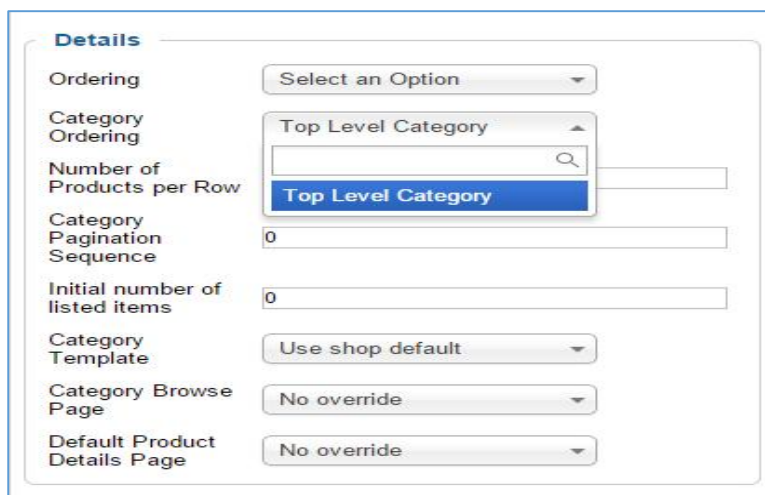 Details
Ordering
Select an Option
Category
Ordering
Top Level Category
Top Level Category
Number of
Products per Row
Category
Pagination
Sequence
0
Initial number of
listed items
0
Category
Template
Use shop default
Category Browse
Page
No override
Default Product
Details Page
No override